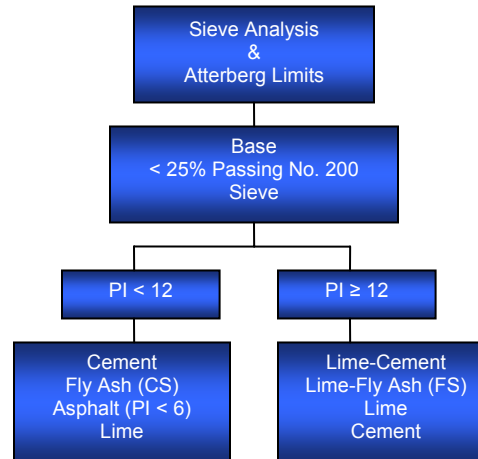 Sieve Analysis
&
Atterberg Limits
Base
< 25% Passing No. 200
Sieve
PI < 12
PI ≥ 12
Cement
Fly Ash (CS)
Asphalt (PI < 6)
Lime
Lime-Cement
Lime-Fly Ash (FS)
Lime
Cement